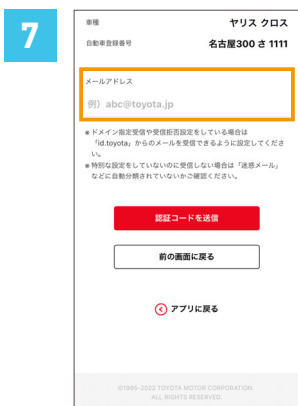 7
車種 ヤリス クロス
自動車登録番号 名古屋300 さ 1111
メールアドレス
例）abc@toyota.jp
※ドメイン指定受信や受信拒否設定をしている場合は
「id.toyota」からのメールを受信できるように設定してくださ
い。
※特別な設定をしていないのに受信しない場合は「迷惑メール」
などに自動分類されていないかご確認ください。
認証コードを送信
前の画面に戻る
アプリに戻る
©1995-2022 TOYOTA MOTOR CORPORATION.
ALL RIGHTS RESERVED.